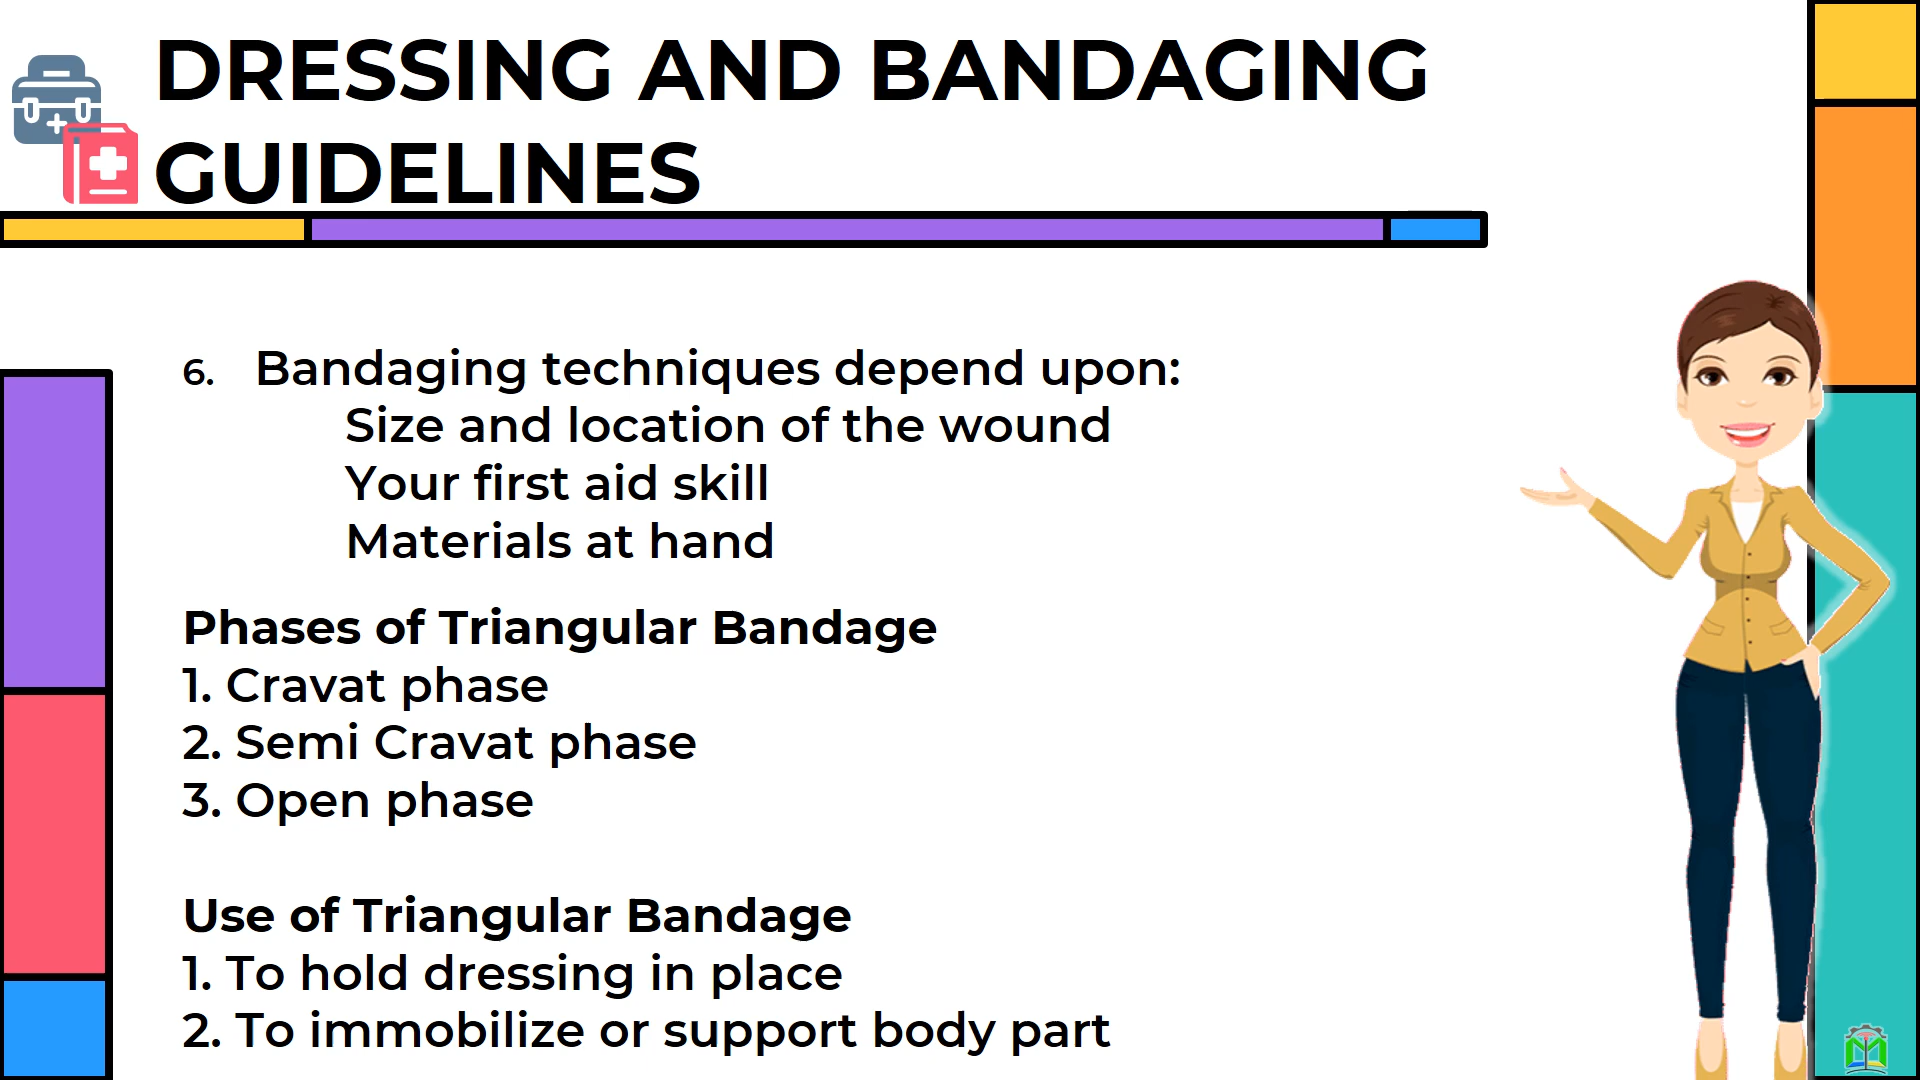 DRESSING AND BANDAGING
GUIDELINES
6. Bandaging techniques depend upon:
Size and location of the wound
Your first aid skill
Materials at hand
Phases of Triangular Bandage
1. Cravat phase
2. Semi Cravat phase
3. Open phase
Use of Triangular Bandage
1. To hold dressing in place
2. To immobilize or support body part